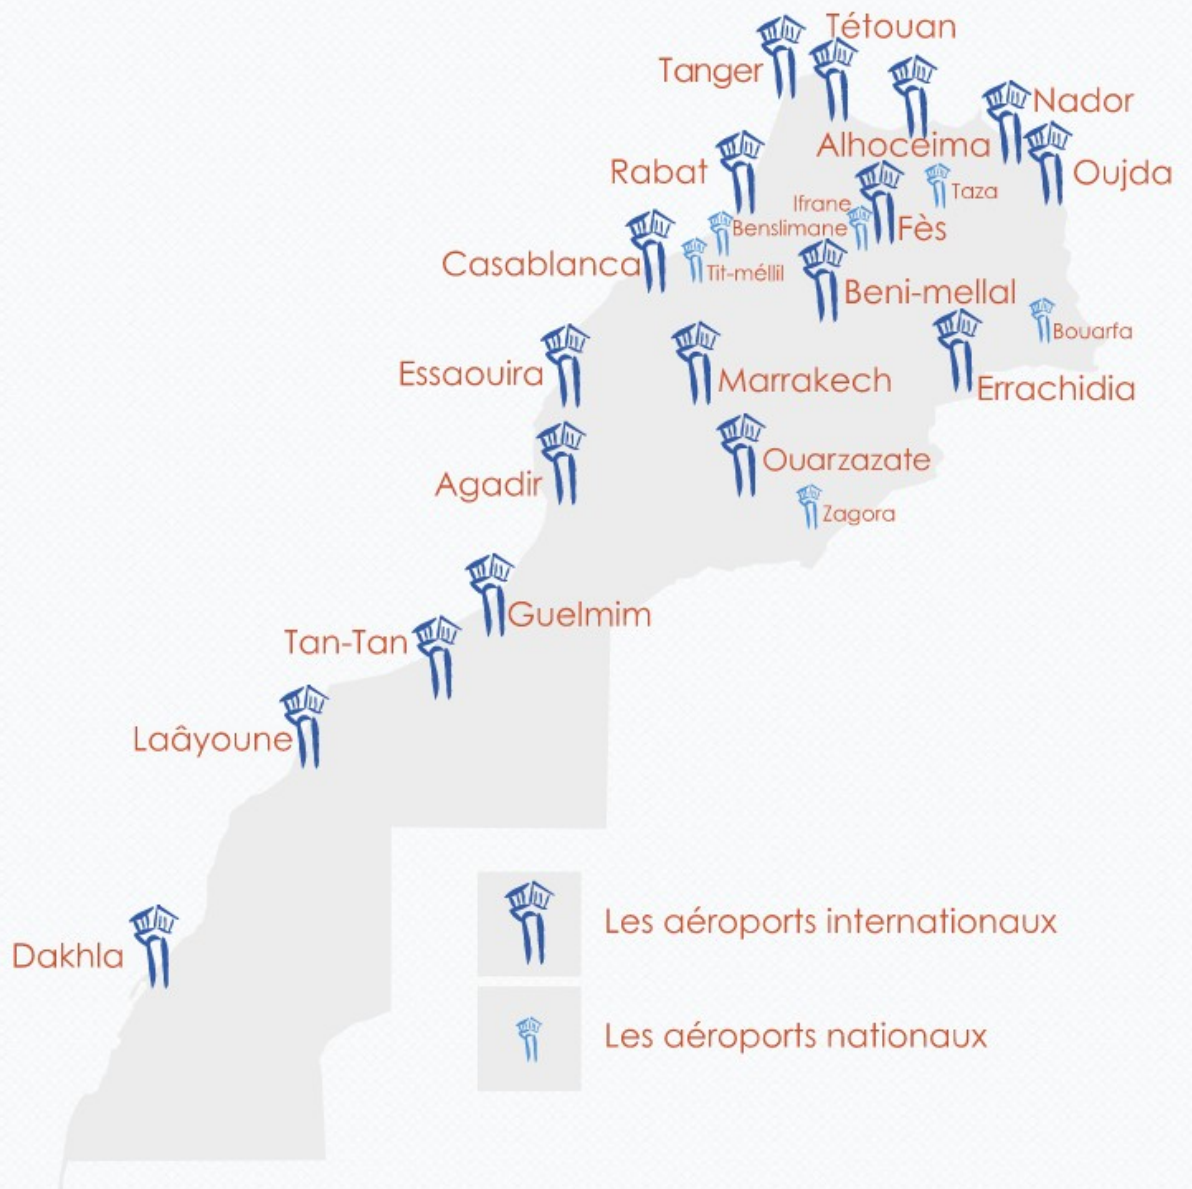 Tétouan
Tanger
Nador
Alhoceima
Rabat
Oujda
Taza
Ifrane
Benslimane
Fès
Casablanca
Tit-méllil
Beni-mellal
Bouarfa
Essaouira
Marrakech
Errachidia
Ouarzazate
Agadir
Zagora
Guelmim
Tan-Tan
Laâyoune
Les aéroports internationaux
Dakhla
Les aéroports nationaux